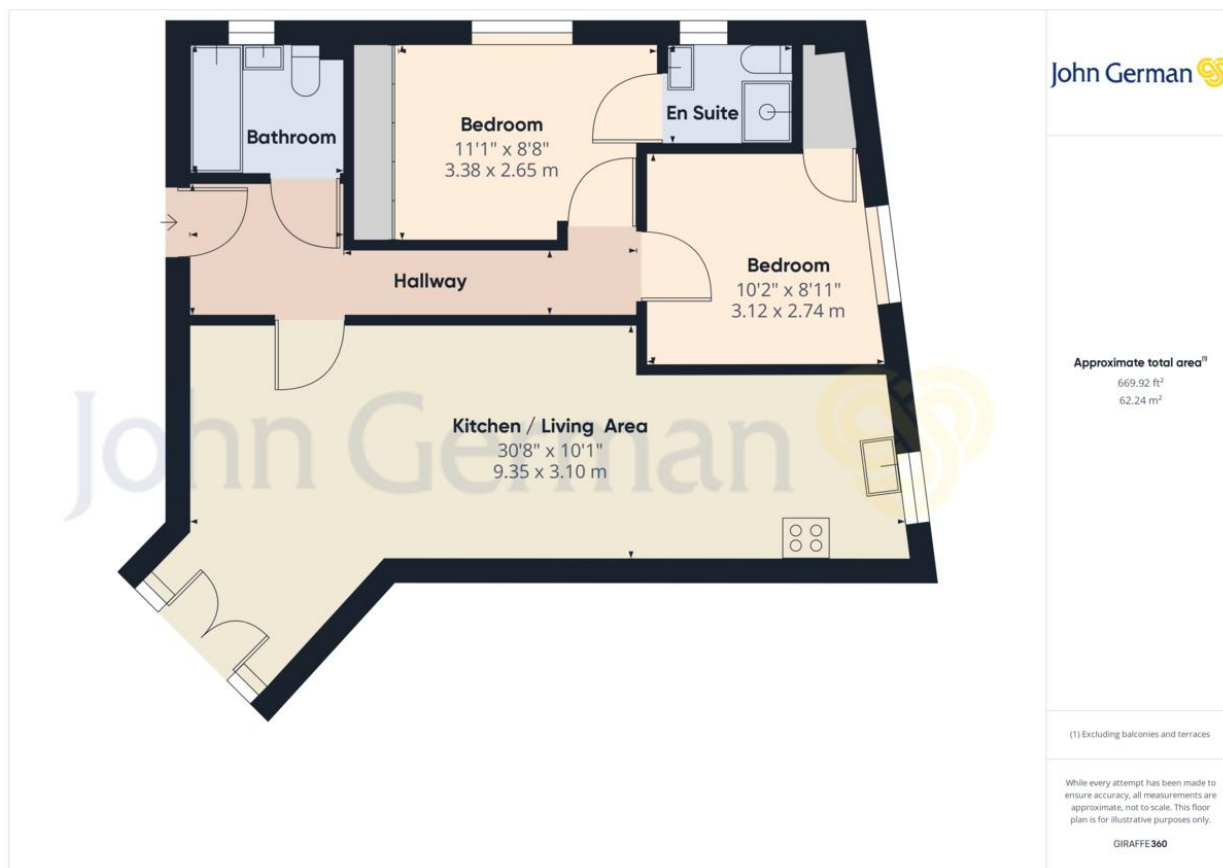 John German
Bathroom
Bedroom
11'1" x 8'8"
3.38 x 2.65 m
En Suite
Hallway
Bedroom
10'2" x 8'11"
3.12 x 2.74 m
Kitchen / Living Area
30'8" x 10'1"
9.35 x 3.10 m
John German
Approximate total area(1)
669.92 ft²
62.24 m²
(1) Excluding balconies and terraces
While every attempt has been made to
ensure accuracy, all measurements are
approximate, not to scale. This floor
plan is for illustrative purposes only.
GIRAFFE360